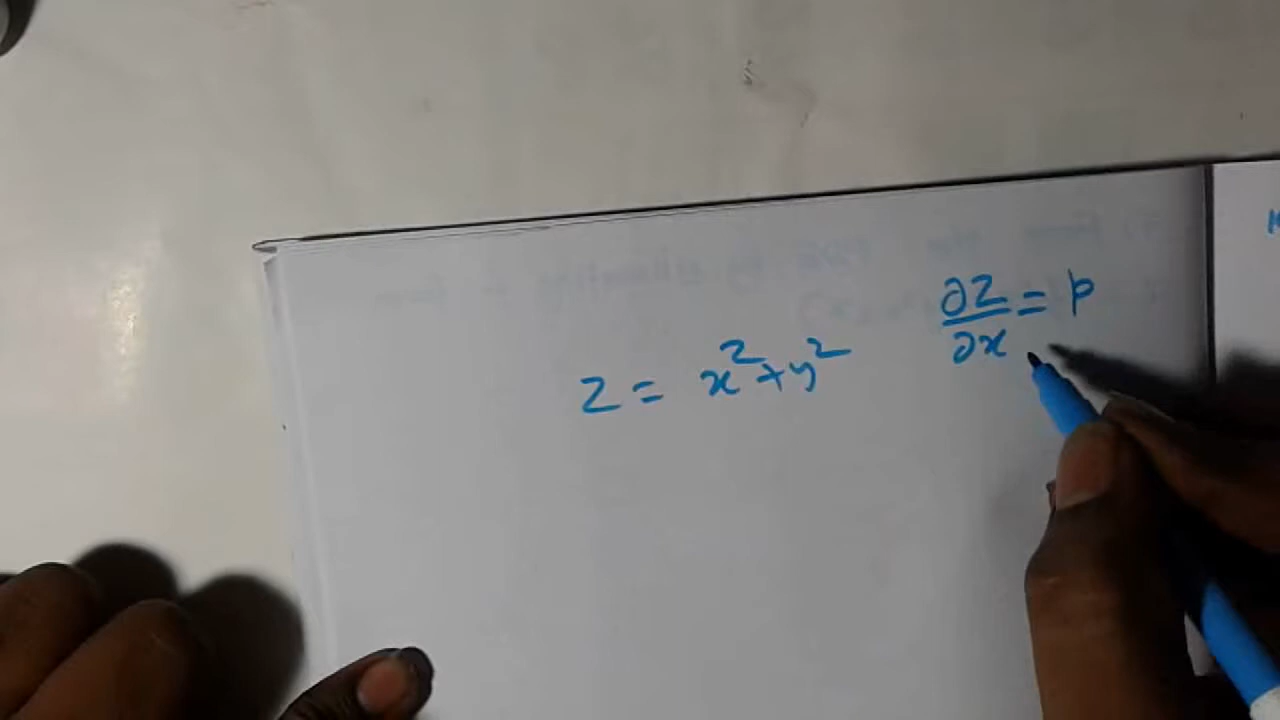 ∂z/∂x = p
z = x² + y²